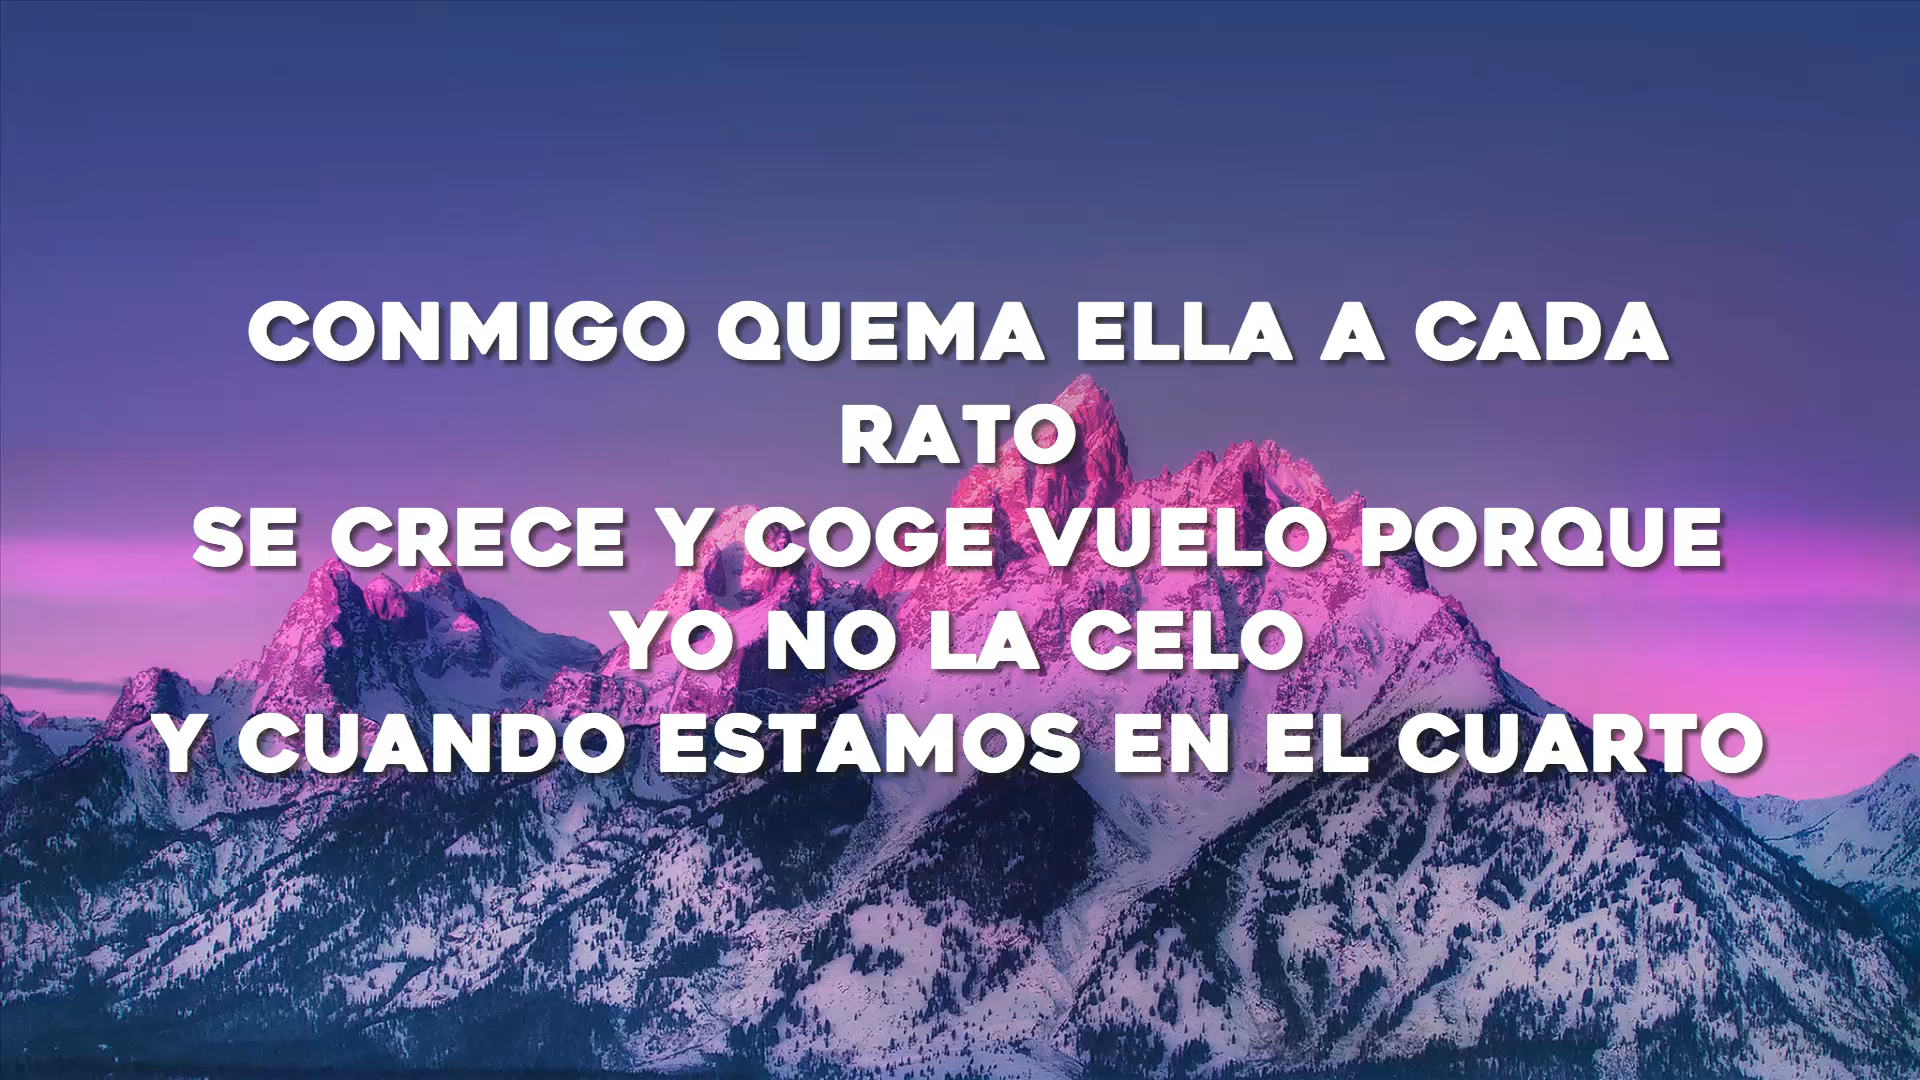 CONMIGO QUEMA ELLA A CADA
RATO
SE CRECE Y COGE VUELO PORQUE
YO NO LA CELO
Y CUANDO ESTAMOS EN EL CUARTO